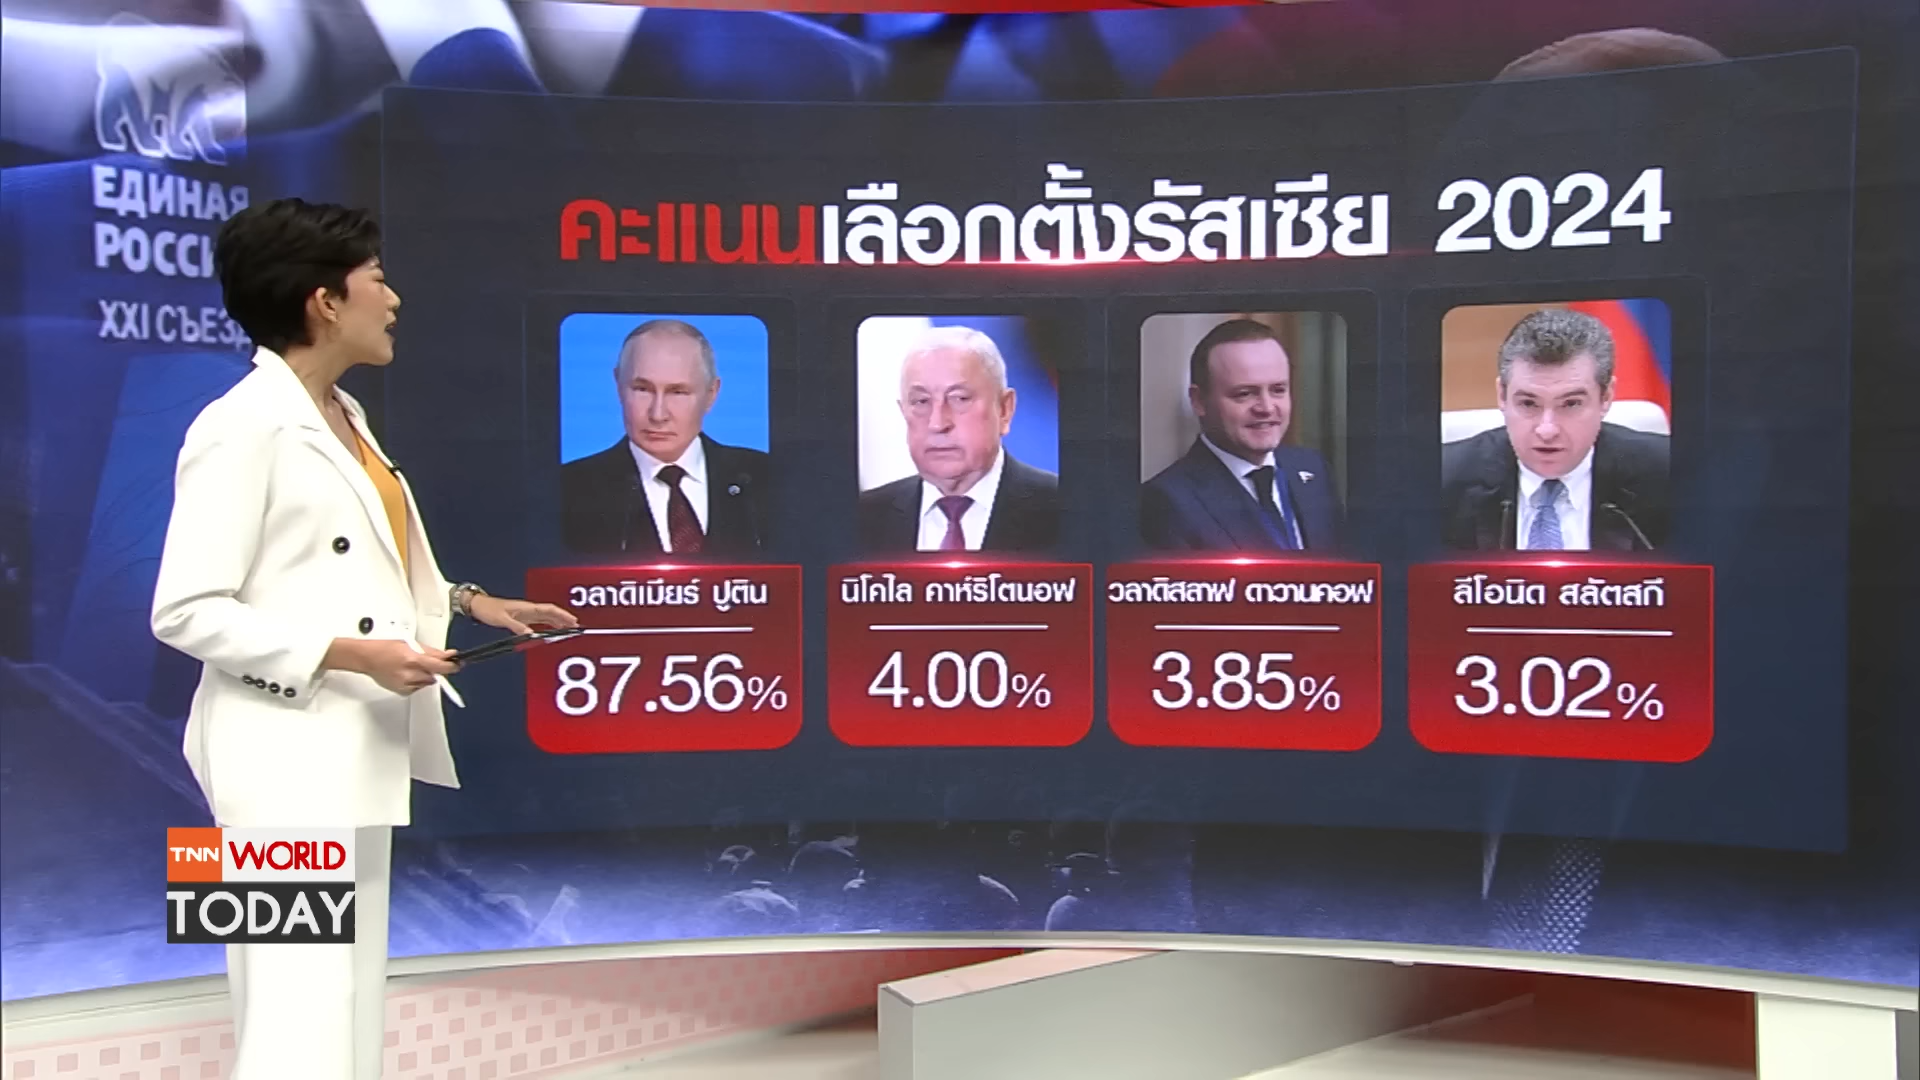 ЕДИНАЯ
คะแนนเลือกตั้งรัสเซีย 2024
วลาดิเมียร์ ปูติน
87.56%
นิโคไล คาห์ริโตนอฟ
4.00%
วลาดิสลาฟ ดาวานคอฟ
3.85%
ลีโอนิด สลัตสกี
3.02%
XXI
TNN WORLD
TODAY